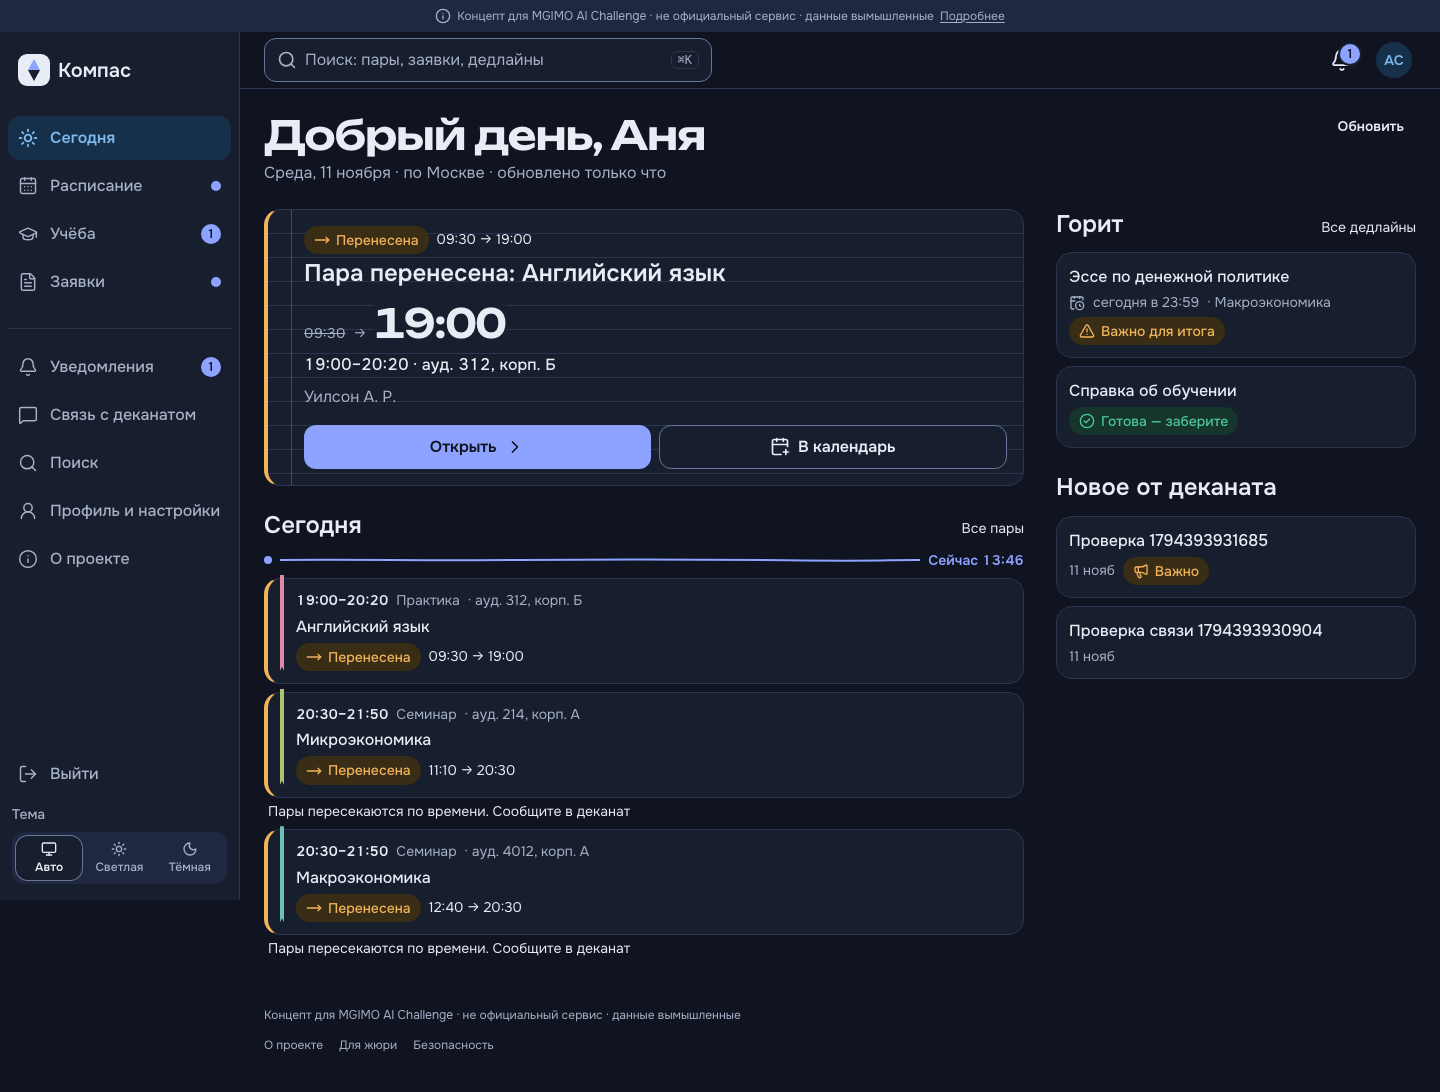 Концепт для MGIMO AI Challenge · не официальный сервис · данные вымышленные Подробнее
Компас
Поиск: пары, заявки, дедлайны
⌘K
1
АС
Сегодня
Расписание
Учёба 1
Заявки
Уведомления 1
Связь с деканатом
Поиск
Профиль и настройки
О проекте
Выйти
Тема
Авто
Светлая
Тёмная
Добрый день, Аня
Обновить
Среда, 11 ноября · по Москве · обновлено только что
Перенесена 09:30 → 19:00
Пара перенесена: Английский язык
09:30 → 19:00
19:00–20:20 · ауд. 312, корп. Б
Уилсон А. Р.
Открыть
В календарь
Сегодня
Все пары
Сейчас 13:46
19:00–20:20 Практика · ауд. 312, корп. Б
Английский язык
Перенесена 09:30 → 19:00
20:30–21:50 Семинар · ауд. 214, корп. А
Микроэкономика
Перенесена 11:10 → 20:30
Пары пересекаются по времени. Сообщите в деканат
20:30–21:50 Семинар · ауд. 4012, корп. А
Макроэкономика
Перенесена 12:40 → 20:30
Пары пересекаются по времени. Сообщите в деканат
Горит
Все дедлайны
Эссе по денежной политике
сегодня в 23:59 · Макроэкономика
Важно для итога
Справка об обучении
Готова — заберите
Новое от деканата
Проверка 1794393931685
11 нояб Важно
Проверка связи 1794393930904
11 нояб
Концепт для MGIMO AI Challenge · не официальный сервис · данные вымышленные
О проекте Для жюри Безопасность